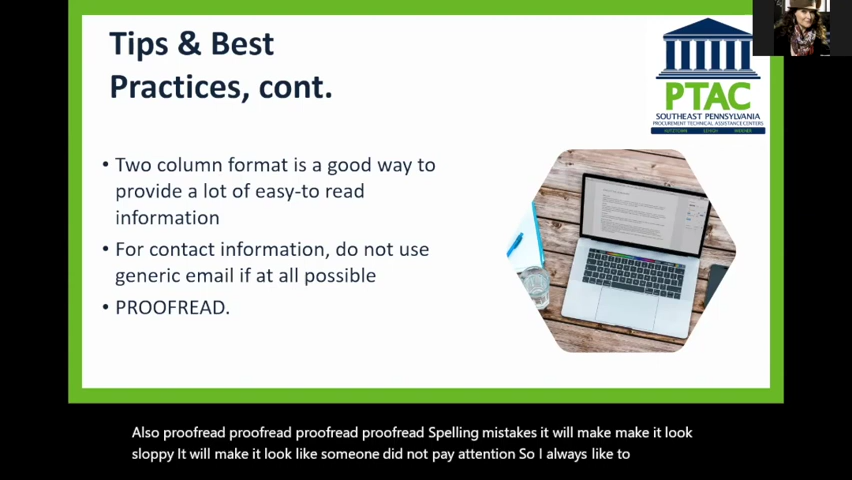 Tips & Best
Practices, cont.
PTAC
SOUTHEAST PENNSYLVANIA
PROCUREMENT TECHNICAL ASSISTANCE CENTERS
KUTZTOWN LEHIGH WIDENER
• Two column format is a good way to
provide a lot of easy-to read
information
• For contact information, do not use
generic email if at all possible
• PROOFREAD.
Also proofread proofread proofread proofread Spelling mistakes it will make make it look
sloppy It will make it look like someone did not pay attention So I always like to